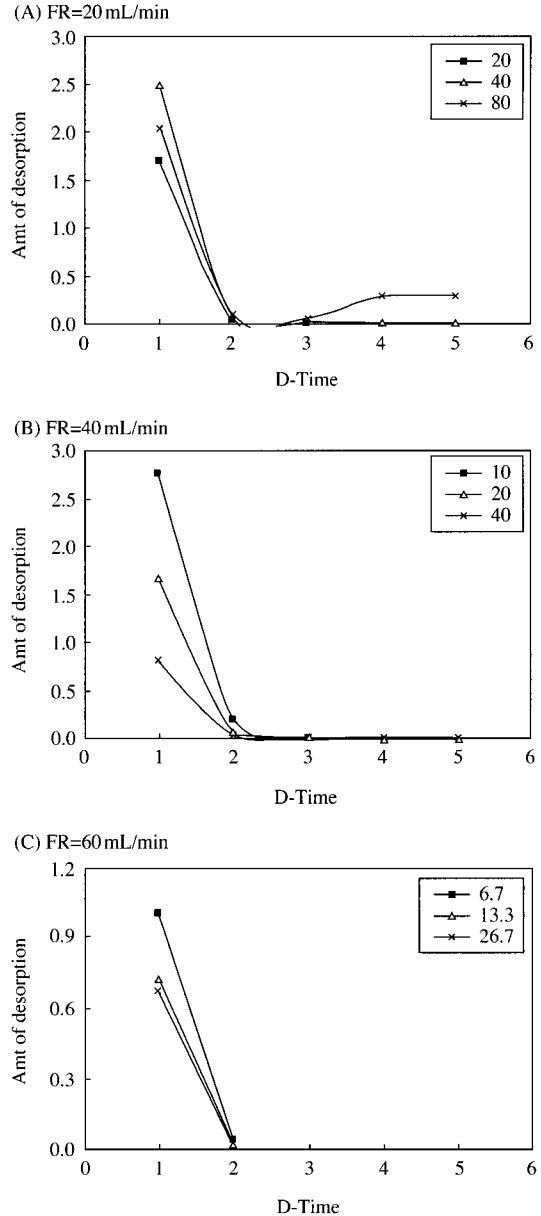 (A) FR=20 mL/min
3.0
2.5
2.0
1.5
1.0
0.5
0.0
Amt of desorption
20
40
80
0 1 2 3 4 5 6
D-Time
(B) FR=40 mL/min
3.0
2.5
2.0
1.5
1.0
0.5
0.0
Amt of desorption
10
20
40
0 1 2 3 4 5 6
D-Time
(C) FR=60 mL/min
1.2
0.9
0.6
0.3
0.0
Amt of desorption
6.7
13.3
26.7
0 1 2 3 4 5 6
D-Time